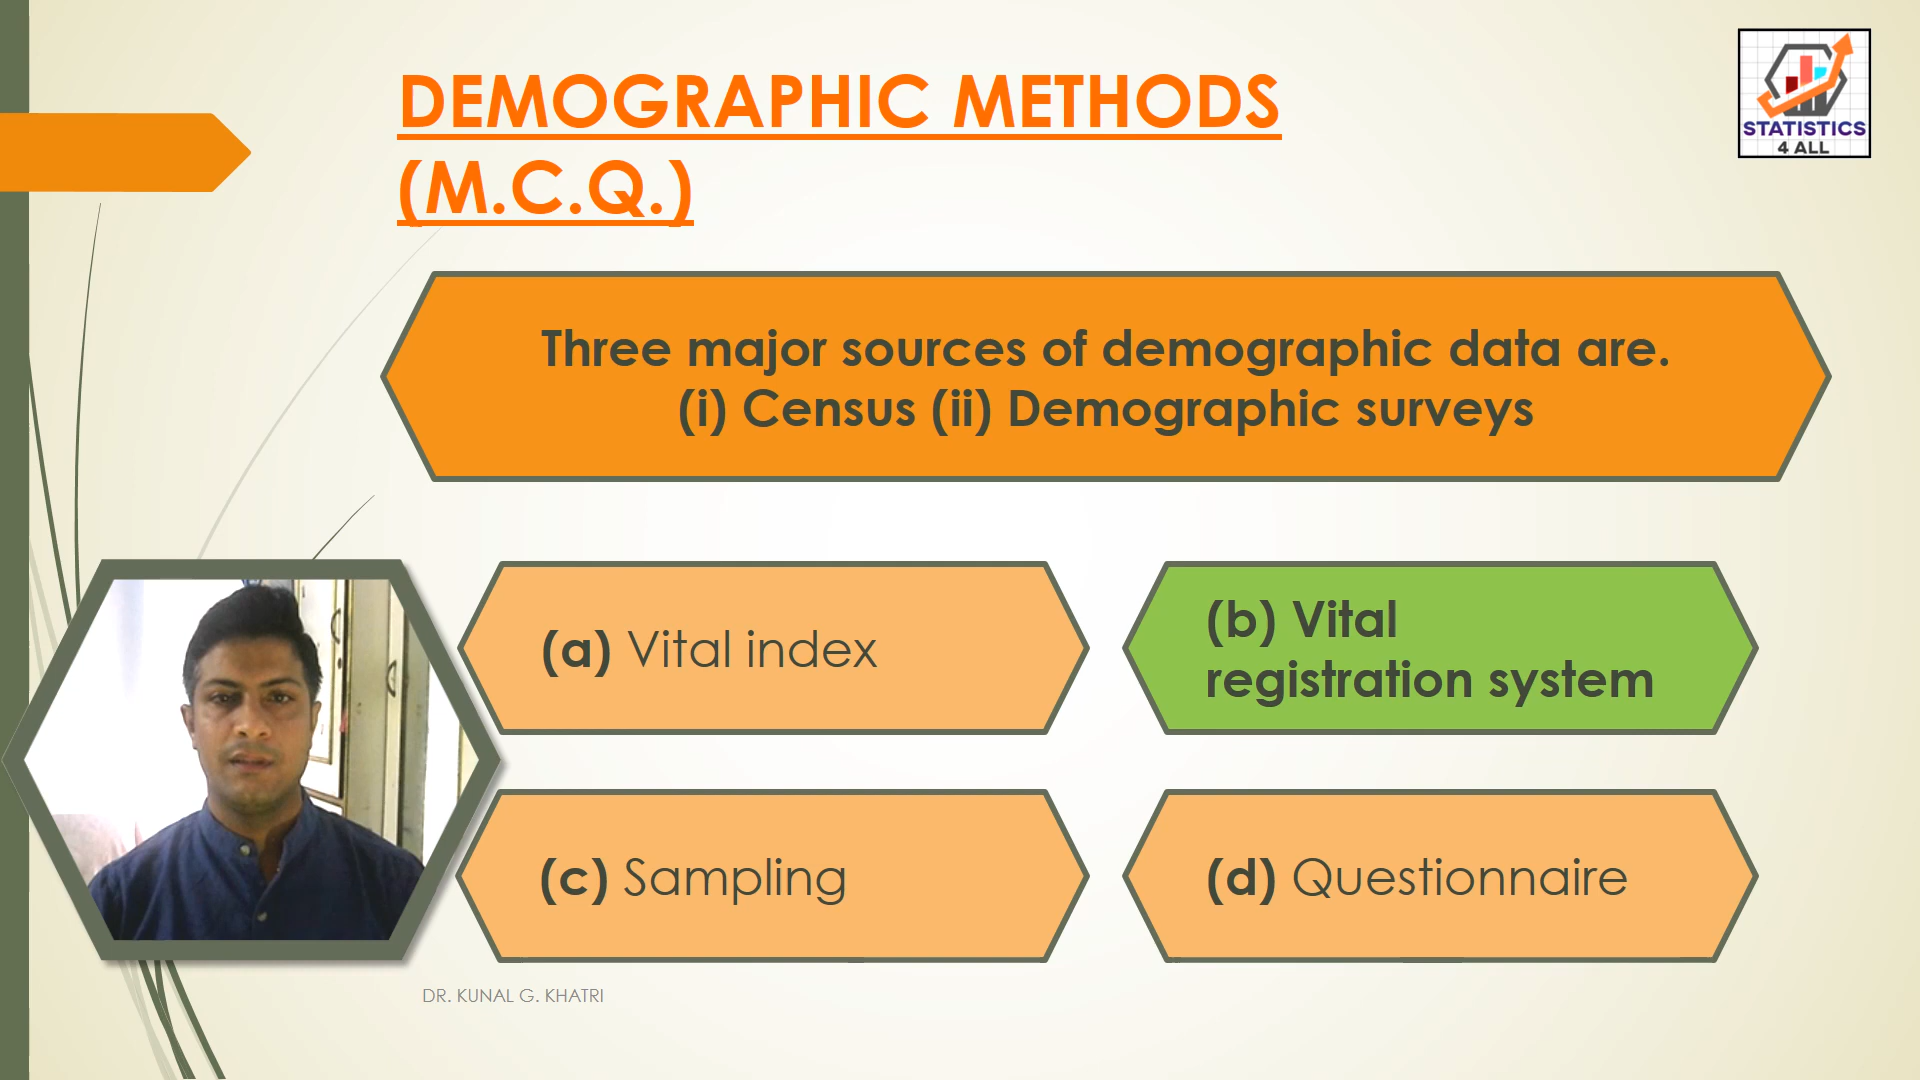 DEMOGRAPHIC METHODS
(M.C.Q.)
STATISTICS
4 ALL
Three major sources of demographic data are.
(i) Census (ii) Demographic surveys
(a) Vital index
(b) Vital
registration system
(c) Sampling
(d) Questionnaire
DR. KUNAL G. KHATRI